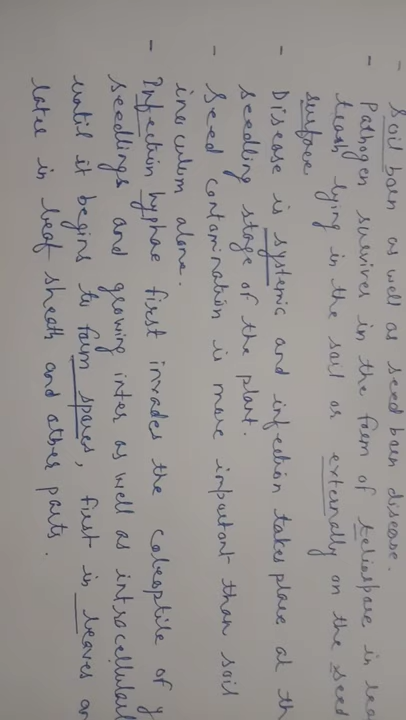 - Soil born as well as seed born disease.
- Pathogen survives in the form of teliospore in lea
trash lying in the soil or externally on the seed
surface
- Disease is systemic and infection takes place at th
seedling stage of the plant.
- Seed contamination is more important than soil
inoculum alone.
- Infection hyphae first invades the coleoptile of y
seedlings and growing inter as well as intracellular
until it begins to form spores, first in leaves an
later in leaf sheath and other parts.